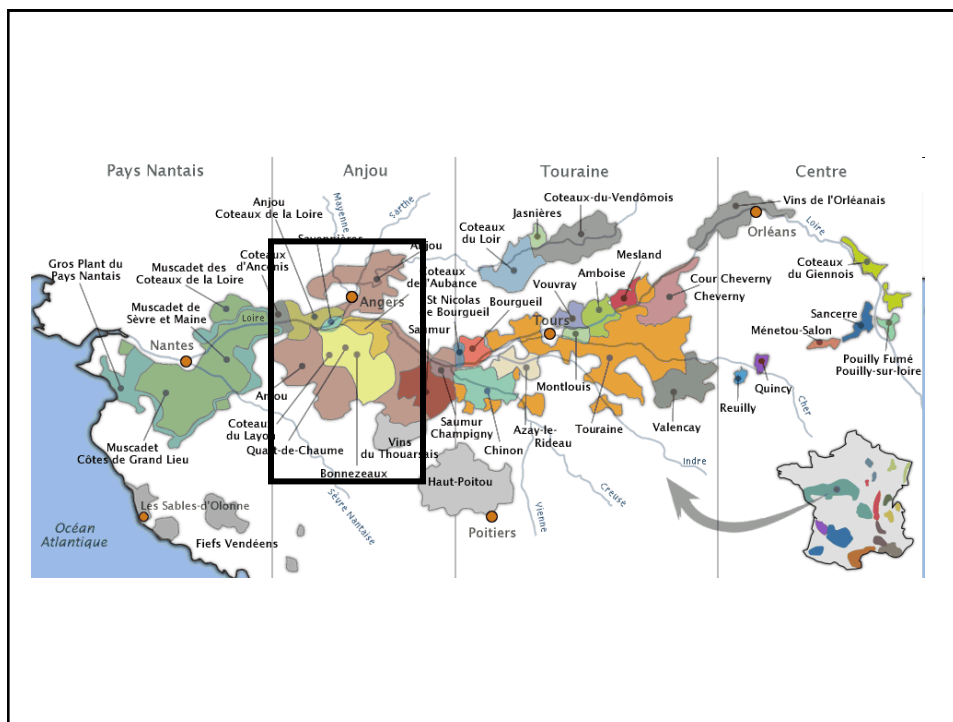 Pays Nantais
Anjou
Touraine
Centre
Anjou
Coteaux de la Loire
Mayenne
Sarthe
Savennières
Coteaux
d'Ancenis
Anjou
Coteaux
de l'Aubance
Gros Plant du
Pays Nantais
Muscadet des
Coteaux de la Loire
Muscadet de
Sèvre et Maine
Loire
Nantes
Angers
St Nicolas
de Bourgueil
Saumur
Bourgueil
Coteaux
du Loir
Jasnières
Coteaux-du-Vendômois
Vouvray
Amboise
Mesland
Cour Cheverny
Cheverny
Tours
Vins de l'Orléanais
Orléans
Loire
Coteaux
du Giennois
Sancerre
Ménetou-Salon
Pouilly Fumé
Pouilly-sur-loire
Quincy
Reuilly
Cher
Montlouis
Touraine
Valencay
Azay-le-
Rideau
Chinon
Saumur
Champigny
Anjou
Coteaux
du Layon
Quart-de-Chaume
Bonnezeaux
Vins
du Thouarsais
Haut-Poitou
Muscadet
Côtes de Grand Lieu
Les Sables-d'Olonne
Fiefs Vendéens
Océan
Atlantique
Sèvre Nantaise
Poitiers
Vienne
Creuse
Indre